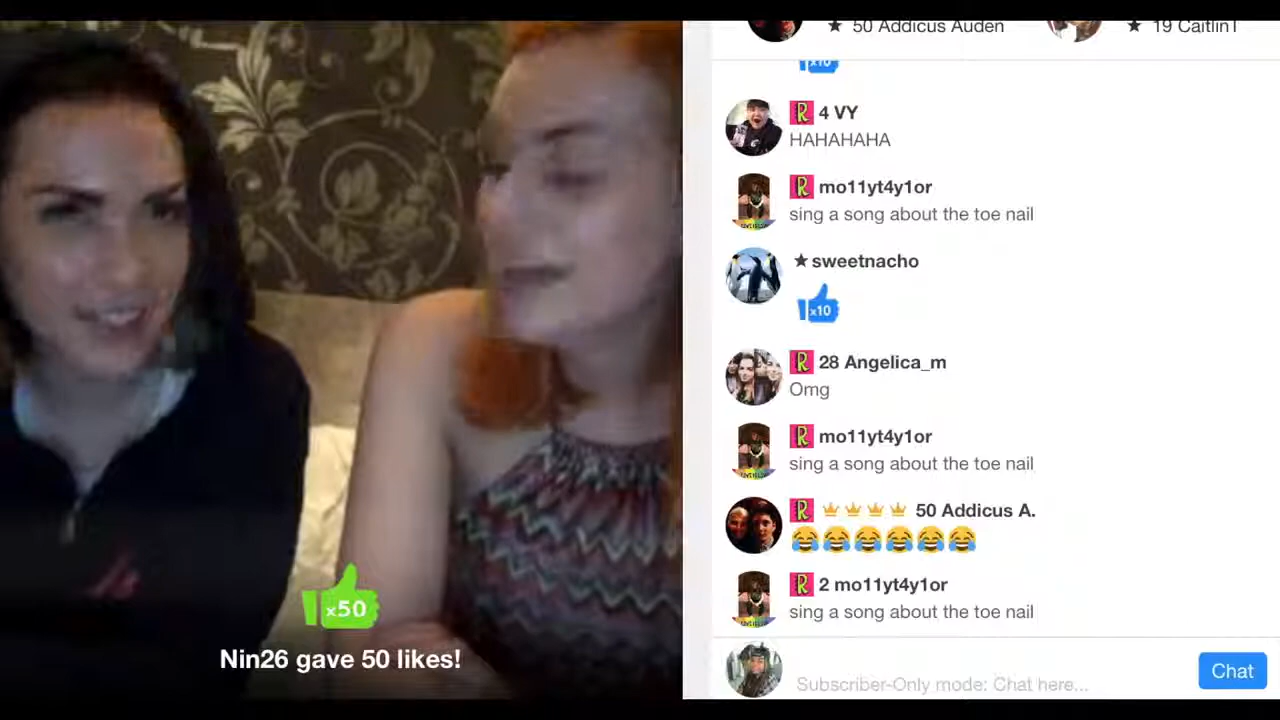 ★ 50 Addicus Auden
★ 19 CaitlinT
x10
R 4 VY
HAHAHAHA
R mo11yt4y1or
sing a song about the toe nail
★ sweetnacho
x10
R 28 Angelica_m
Omg
R mo11yt4y1or
sing a song about the toe nail
R 50 Addicus A.
😂😂😂😂😂😂
R 2 mo11yt4y1or
sing a song about the toe nail
Subscriber-Only mode: Chat here...
Chat
x50
Nin26 gave 50 likes!